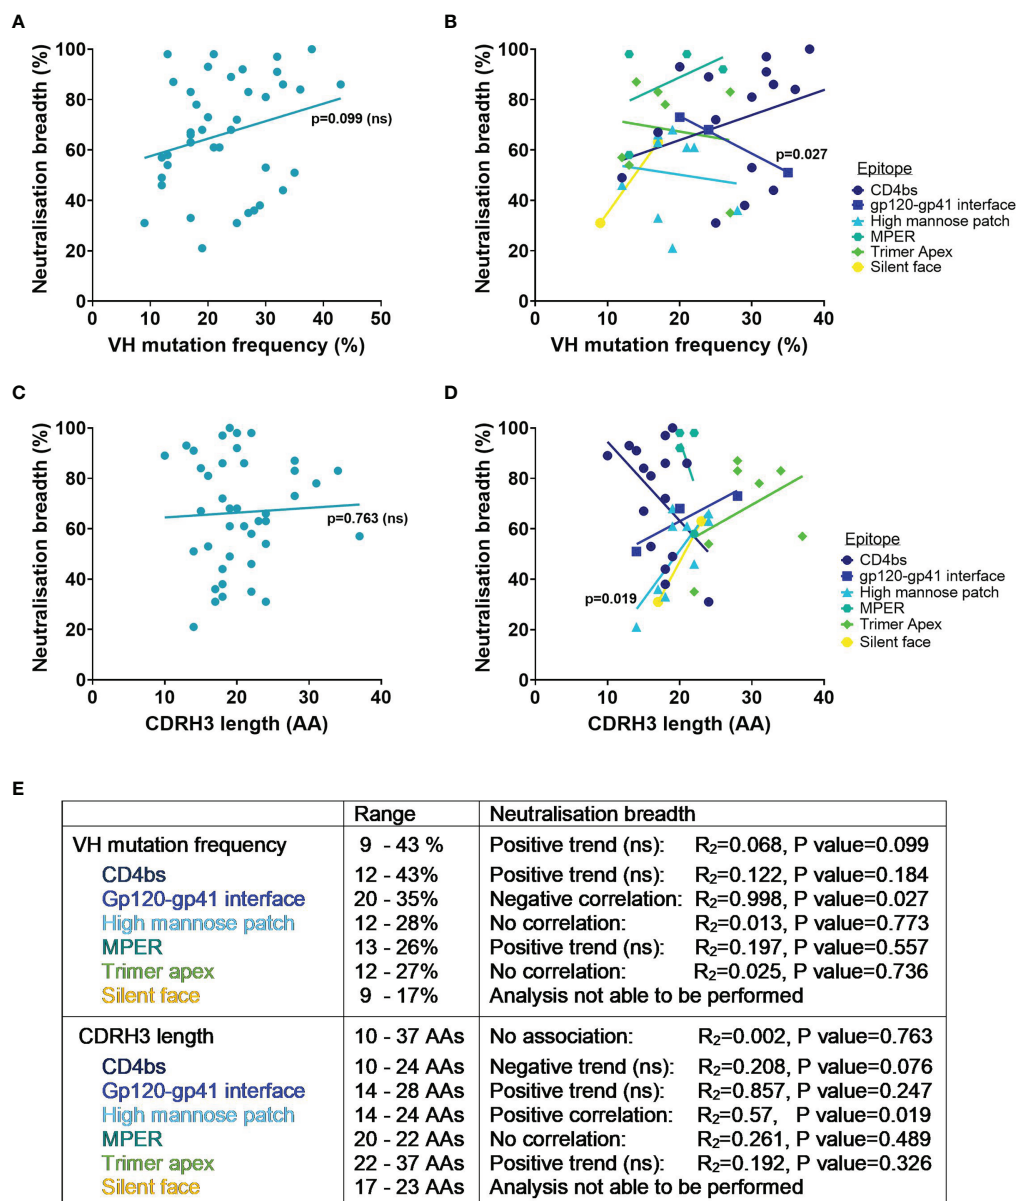 A
Neutralisation breadth (%)
100
80
60
40
20
0
p=0.099 (ns)
0 10 20 30 40 50
VH mutation frequency (%)
B
Neutralisation breadth (%)
100
80
60
40
20
0
p=0.027
0 10 20 30 40
VH mutation frequency (%)
Epitope
CD4bs
gp120-gp41 interface
High mannose patch
MPER
Trimer Apex
Silent face
C
Neutralisation breadth (%)
100
80
60
40
20
0
p=0.763 (ns)
0 10 20 30 40
CDRH3 length (AA)
D
Neutralisation breadth (%)
100
80
60
40
20
0
p=0.019
0 10 20 30 40
CDRH3 length (AA)
Epitope
CD4bs
gp120-gp41 interface
High mannose patch
MPER
Trimer Apex
Silent face
E
Range Neutralisation breadth
VH mutation frequency 9 - 43 % Positive trend (ns): R2=0.068, P value=0.099
CD4bs 12 - 43% Positive trend (ns): R2=0.122, P value=0.184
Gp120-gp41 interface 20 - 35% Negative correlation: R2=0.998, P value=0.027
High mannose patch 12 - 28% No correlation: R2=0.013, P value=0.773
MPER 13 - 26% Positive trend (ns): R2=0.197, P value=0.557
Trimer apex 12 - 27% No correlation: R2=0.025, P value=0.736
Silent face 9 - 17% Analysis not able to be performed
CDRH3 length 10 - 37 AAs No association: R2=0.002, P value=0.763
CD4bs 10 - 24 AAs Negative trend (ns): R2=0.208, P value=0.076
Gp120-gp41 interface 14 - 28 AAs Positive trend (ns): R2=0.857, P value=0.247
High mannose patch 14 - 24 AAs Positive correlation: R2=0.57, P value=0.019
MPER 20 - 22 AAs No correlation: R2=0.261, P value=0.489
Trimer apex 22 - 37 AAs Positive trend (ns): R2=0.192, P value=0.326
Silent face 17 - 23 AAs Analysis not able to be performed